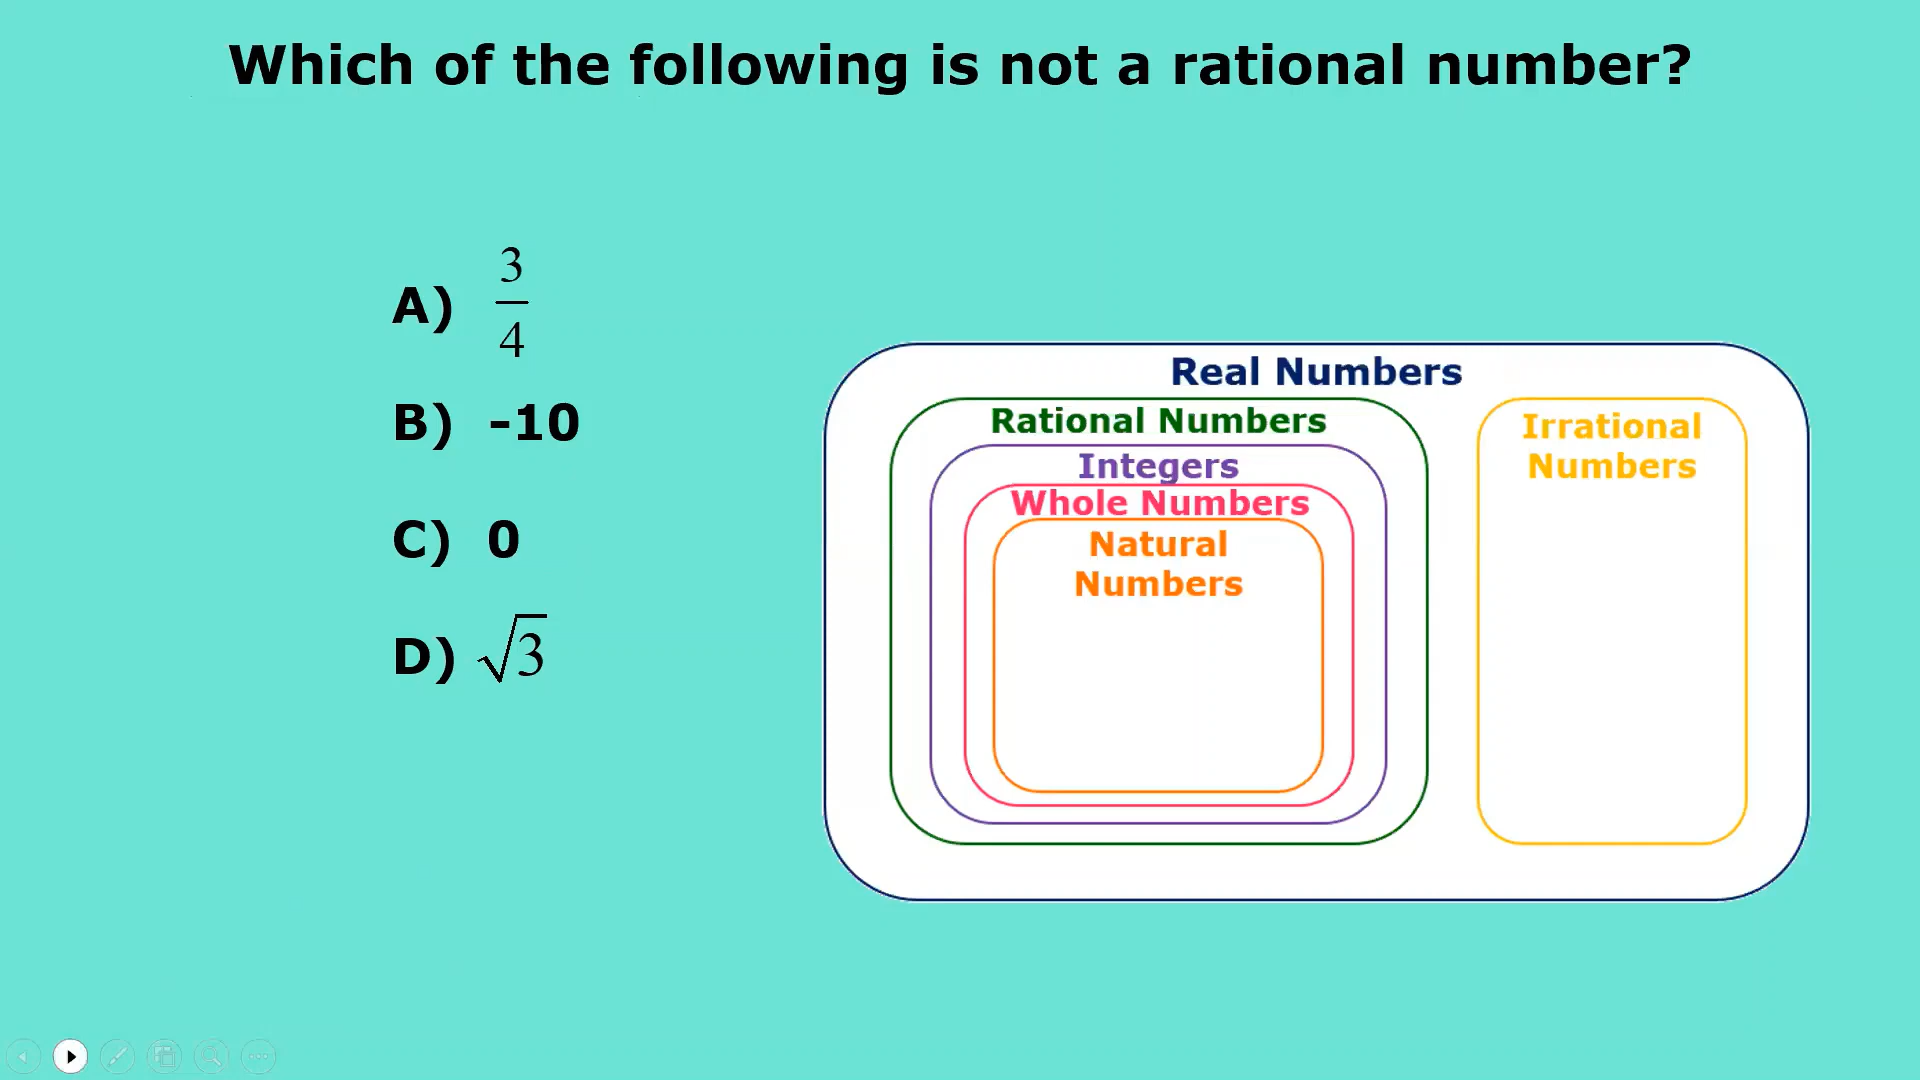 Which of the following is not a rational number?
A) 3/4
B) -10
C) 0
D) √3
Real Numbers
Rational Numbers
Integers
Whole Numbers
Natural
Numbers
Irrational
Numbers